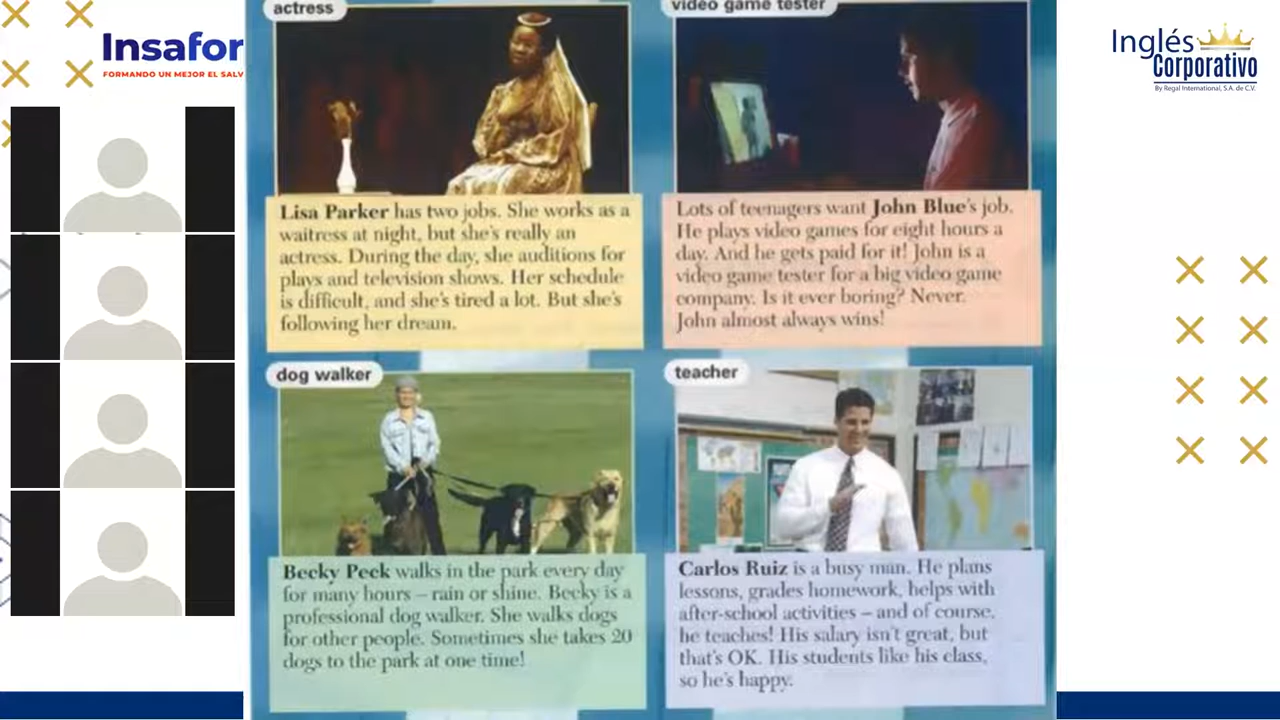 Insafor
FORMANDO UN MEJOR EL SALV
Inglés
Corporativo
By Regal International, S.A. de C.V.
actress
Lisa Parker has two jobs. She works as a
waitress at night, but she's really an
actress. During the day, she auditions for
plays and television shows. Her schedule
is difficult, and she's tired a lot. But she's
following her dream.
video game tester
Lots of teenagers want John Blue's job.
He plays video games for eight hours a
day. And he gets paid for it! John is a
video game tester for a big video game
company. Is it ever boring? Never.
John almost always wins!
dog walker
Becky Peck walks in the park every day
for many hours – rain or shine. Becky is a
professional dog walker. She walks dogs
for other people. Sometimes she takes 20
dogs to the park at one time!
teacher
Carlos Ruiz is a busy man. He plans
lessons, grades homework, helps with
after-school activities – and of course,
he teaches! His salary isn't great, but
that's OK. His students like his class,
so he's happy.